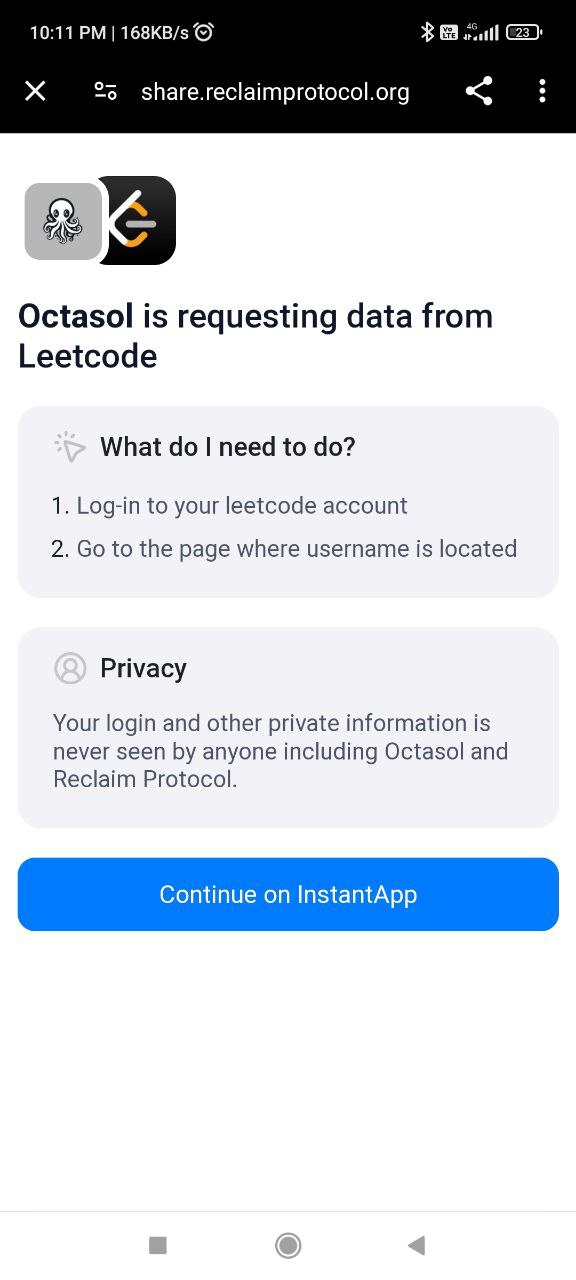 10:11 PM | 168KB/s
Vo LTE 4G 23
share.reclaimprotocol.org
Octasol is requesting data from
Leetcode
What do I need to do?
1. Log-in to your leetcode account
2. Go to the page where username is located
Privacy
Your login and other private information is
never seen by anyone including Octasol and
Reclaim Protocol.
Continue on InstantApp